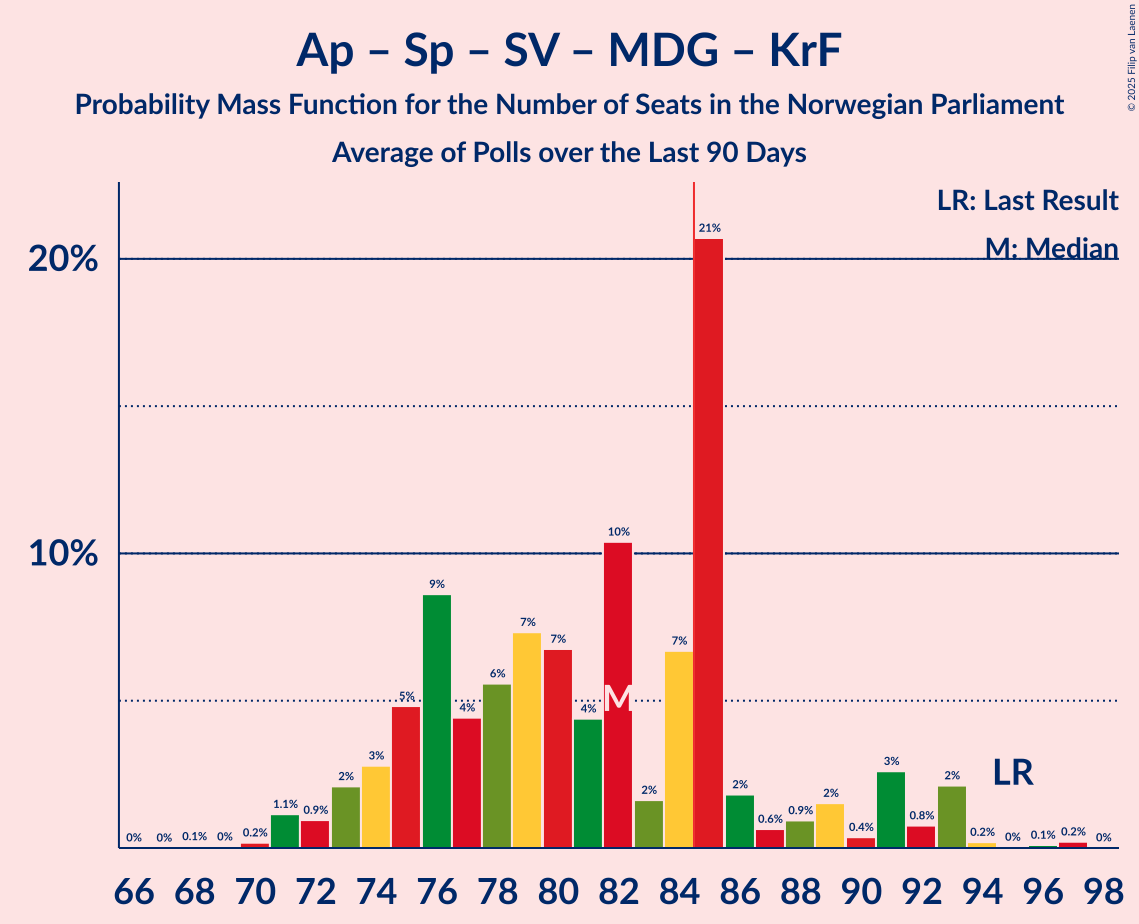 Ap – Sp – SV – MDG – KrF
Probability Mass Function for the Number of Seats in the Norwegian Parliament
Average of Polls over the Last 90 Days
© 2025 Filip van Laenen
LR: Last Result
M: Median
20%
10%
0% 0% 0.1% 0% 0.2% 1.1% 0.9% 2% 3% 5% 9% 4% 6% 7% 7% 4% 10% 2% 7% 21% 2% 0.6% 0.9% 2% 0.4% 3% 0.8% 2% 0.2% 0% 0.1% 0.2% 0%
M
LR
66 68 70 72 74 76 78 80 82 84 86 88 90 92 94 96 98